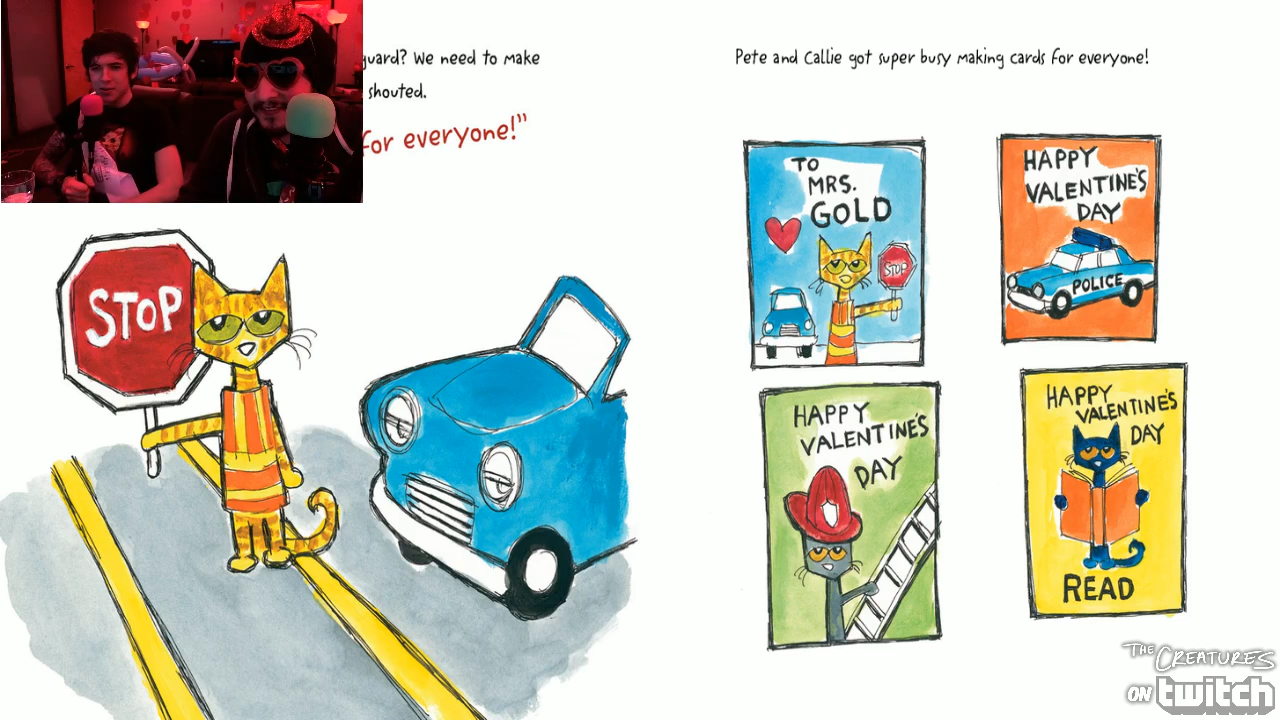 guard? We need to make
shouted.
for everyone!"
STOP
Pete and Callie got super busy making cards for everyone!
TO
MRS.
GOLD
STOP
HAPPY
VALENTINE'S
DAY
POLICE
HAPPY
VALENTINE'S
DAY
HAPPY
VALENTINE'S
DAY
READ
THE CREATURES
ON twitch